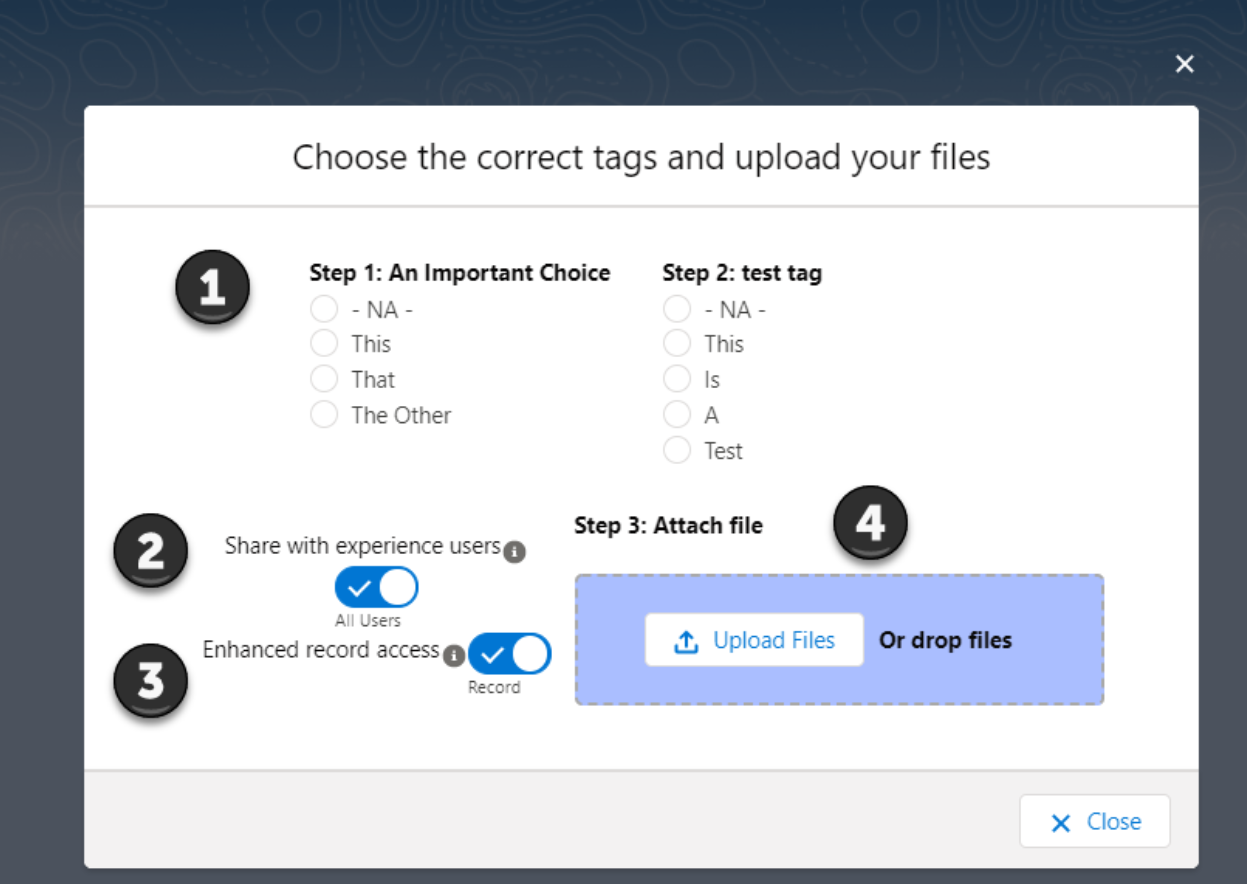 Choose the correct tags and upload your files
1
Step 1: An Important Choice
- NA -
This
That
The Other
Step 2: test tag
- NA -
This
Is
A
Test
2
Share with experience users
All Users
3
Enhanced record access
Record
Step 3: Attach file
4
Upload Files Or drop files
Close